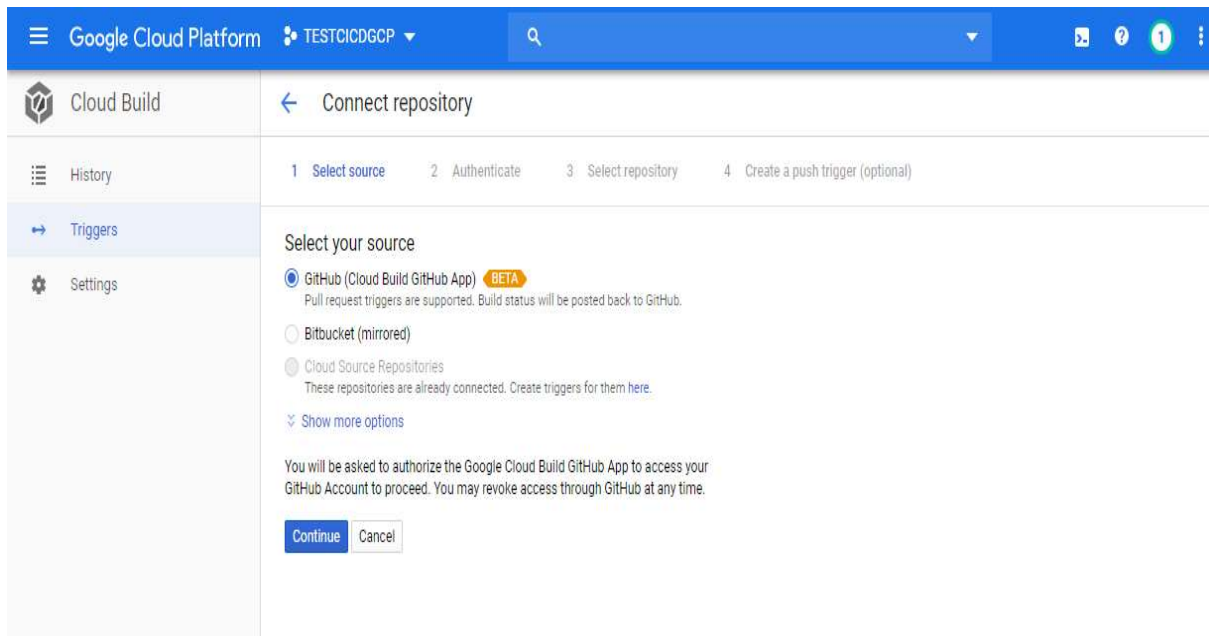 Google Cloud Platform TESTCICDGCP 1
Cloud Build
Connect repository
History
Triggers
Settings
1 Select source 2 Authenticate 3 Select repository 4 Create a push trigger (optional)
Select your source
GitHub (Cloud Build GitHub App) BETA
Pull request triggers are supported. Build status will be posted back to GitHub.
Bitbucket (mirrored)
Cloud Source Repositories
These repositories are already connected. Create triggers for them here.
Show more options
You will be asked to authorize the Google Cloud Build GitHub App to access your
GitHub Account to proceed. You may revoke access through GitHub at any time.
Continue Cancel